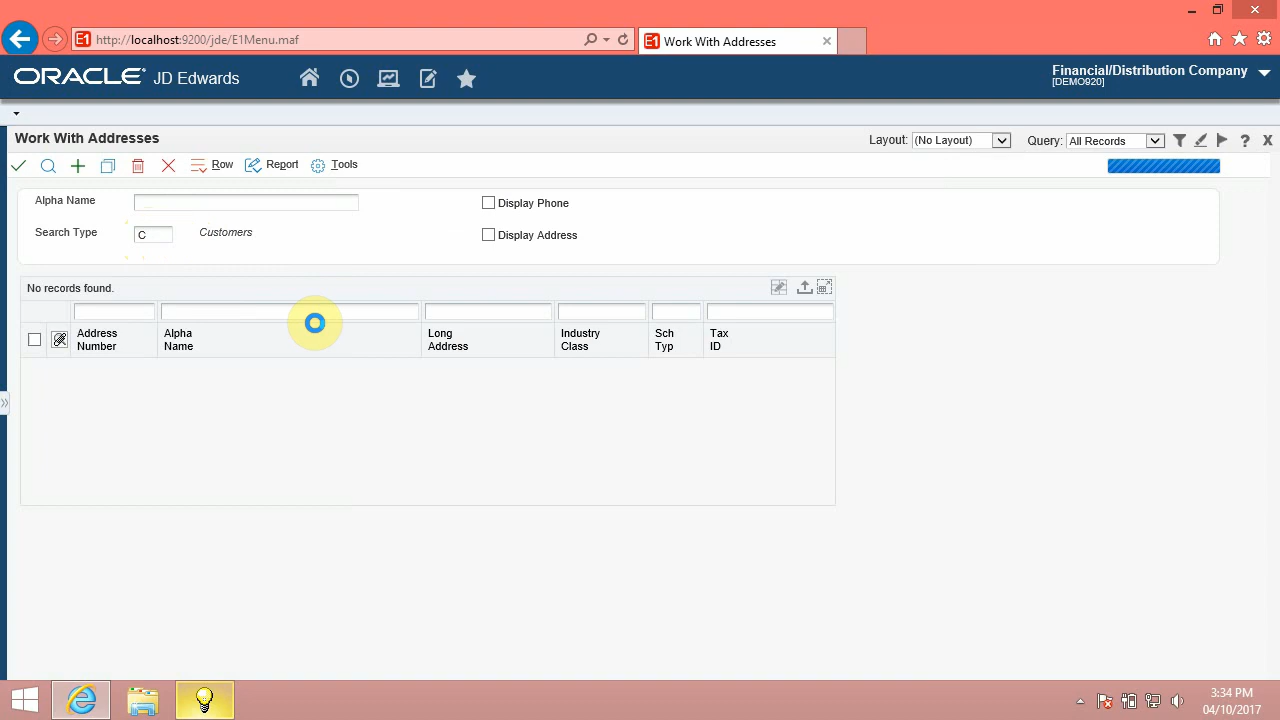 http://localhost:9200/jde/E1Menu.maf
E1 Work With Addresses
ORACLE JD Edwards
Financial/Distribution Company
[DEMO920]
Work With Addresses
Layout: (No Layout) Query: All Records
Row Report Tools
Alpha Name
Display Phone
Search Type C Customers
Display Address
No records found.
Address Number
Alpha Name
Long Address
Industry Class
Sch Typ
Tax ID
3:34 PM
04/10/2017